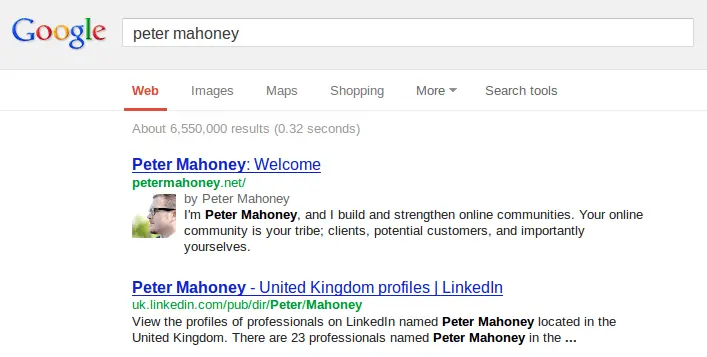 Google
peter mahoney
Web Images Maps Shopping More Search tools
About 6,550,000 results (0.32 seconds)
Peter Mahoney: Welcome
petermahoney.net/
by Peter Mahoney
I'm Peter Mahoney, and I build and strengthen online communities. Your online
community is your tribe; clients, potential customers, and importantly
yourselves.
Peter Mahoney - United Kingdom profiles | LinkedIn
uk.linkedin.com/pub/dir/Peter/Mahoney
View the profiles of professionals on LinkedIn named Peter Mahoney located in the
United Kingdom. There are 23 professionals named Peter Mahoney in the ...